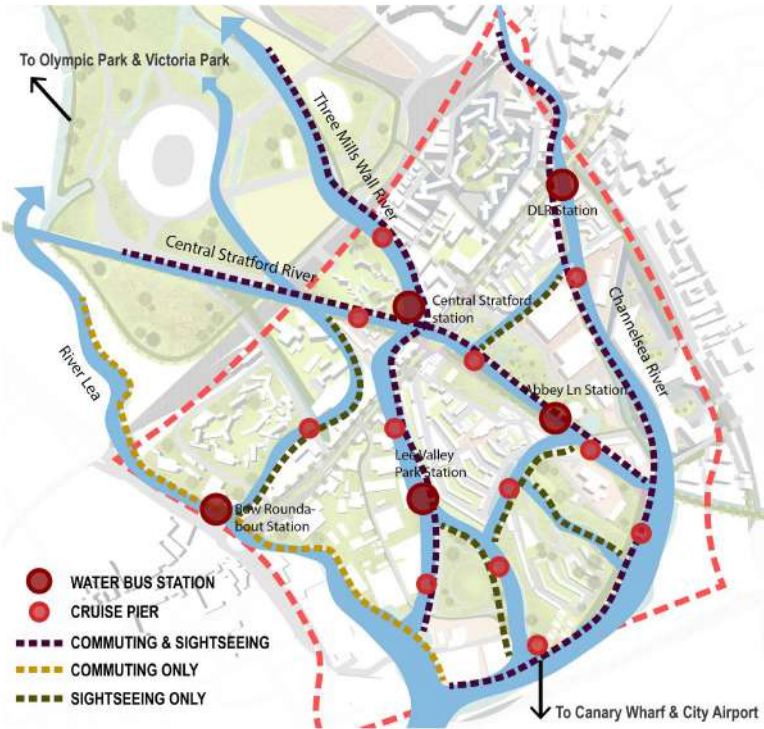 To Olympic Park & Victoria Park
Three Mills Wall River
DLR Station
Central Stratford River
Central Stratford
station
Channelsea River
River Lea
Abbey Ln Station
Lee Valley
Park Station
Bow Rounda-
bout Station
WATER BUS STATION
CRUISE PIER
COMMUTING & SIGHTSEEING
COMMUTING ONLY
SIGHTSEEING ONLY
To Canary Wharf & City Airport